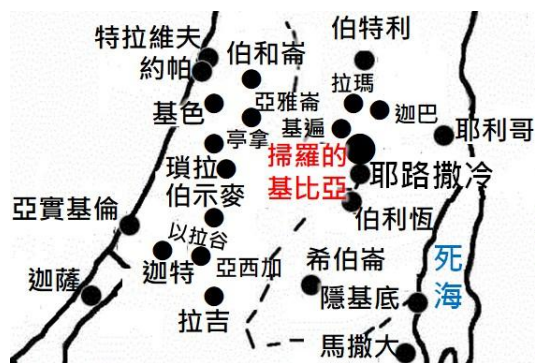 特拉維夫
約帕
伯和崙
伯特利
拉瑪
基色
亞雅崙
迦巴
亭拿
基遍
耶利哥
瑣拉
掃羅的
基比亞
耶路撒冷
伯示麥
亞實基倫
伯利恆
以拉谷
迦特
亞西加
希伯崙
死
海
迦薩
隱基底
拉吉
馬撒大